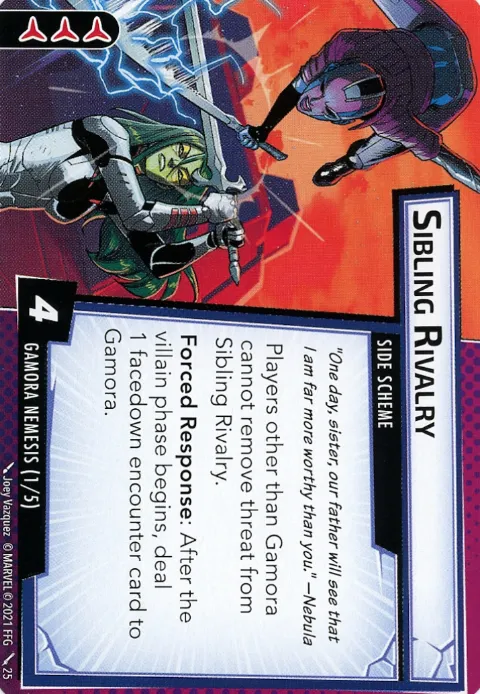 SIBLING RIVALRY
SIDE SCHEME
"One day, sister, our father will see that
I am far more worthy than you." —Nebula
Players other than Gamora
cannot remove threat from
Sibling Rivalry.
Forced Response: After the
villain phase begins, deal
1 facedown encounter card to
Gamora.
4
GAMORA NEMESIS (1/5)
Joey Vazquez © MARVEL © 2021 FFG 25